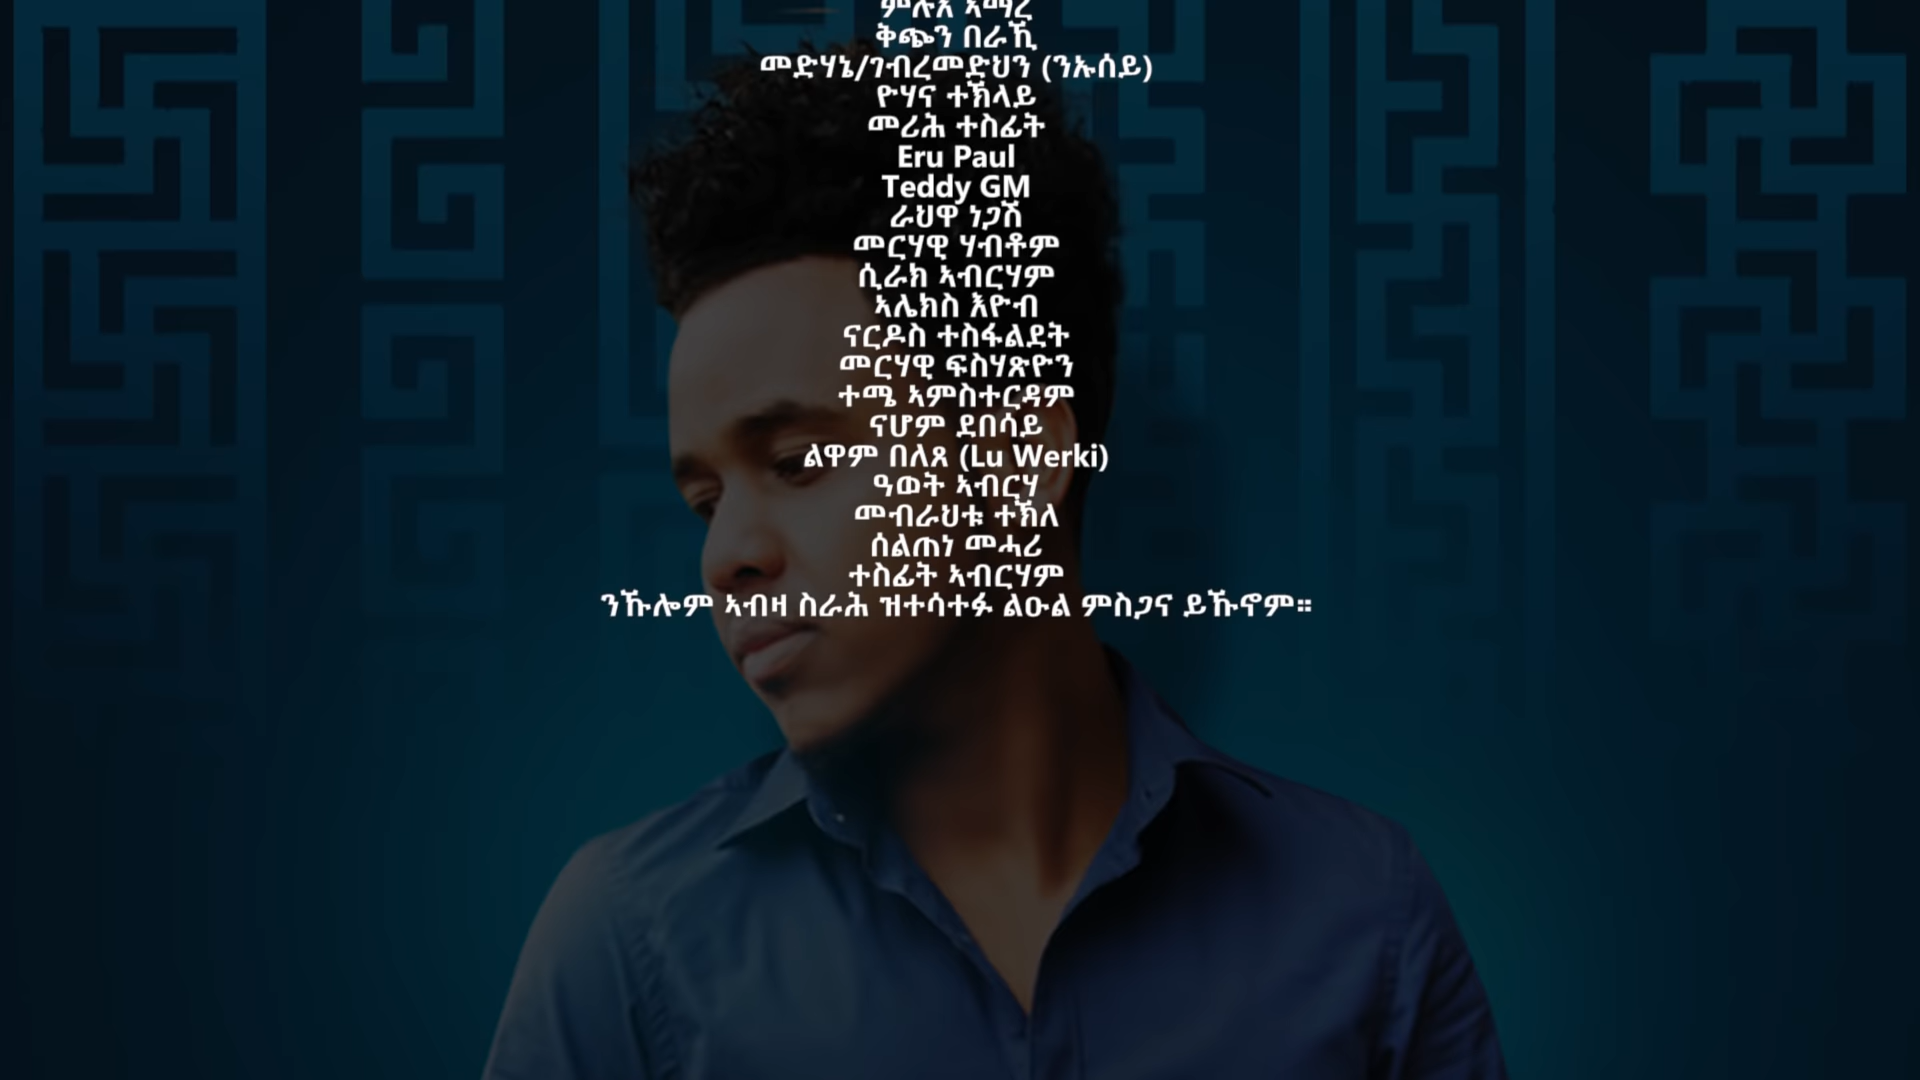 ቅጭን በራኺ
መድሃኔ/ገብረመድህን (ንኡሰይ)
ዮሃና ተኽላይ
መሪሕ ተስፊት
Eru Paul
Teddy GM
ራህዋ ነጋሽ
መርሃዊ ሃብቶም
ሲራክ ኣብርሃም
ኣሌክስ እዮብ
ናርዶስ ተስፋልደት
መርሃዊ ፍስሃጽዮን
ተሜ ኣምስተርዳም
ናሆም ደበሳይ
ልዋም በለጸ (Lu Werki)
ዓወት ኣብርሃ
መብራህቱ ተኽለ
ሰልጠነ መሓሪ
ተስፊት ኣብርሃም
ንኹሎም ኣብዛ ስራሕ ዝተሳተፉ ልዑል ምስጋና ይኹኖም።